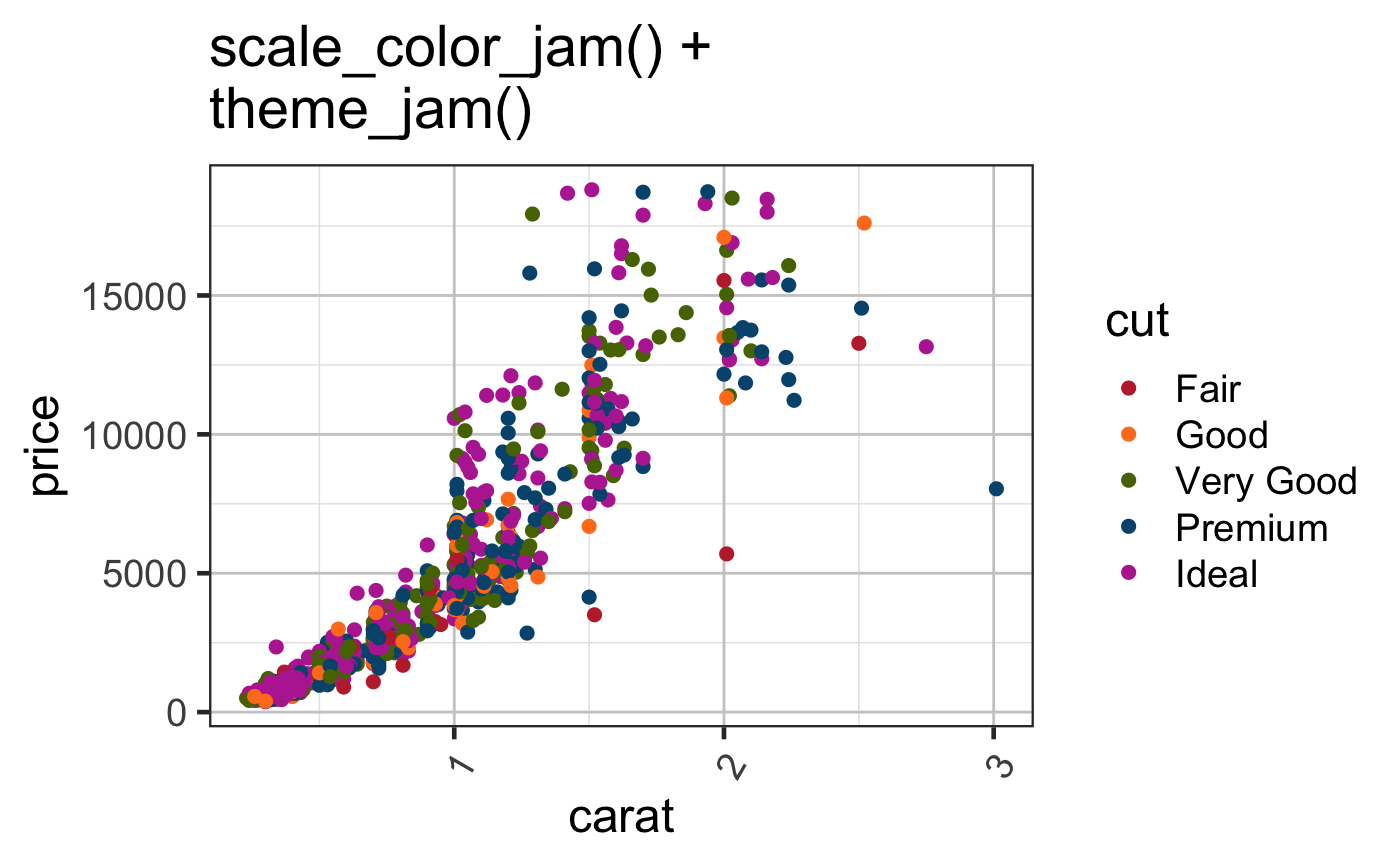 scale_color_jam() +
theme_jam()
15000
10000
5000
0
price
1
2
3
carat
cut
Fair
Good
Very Good
Premium
Ideal